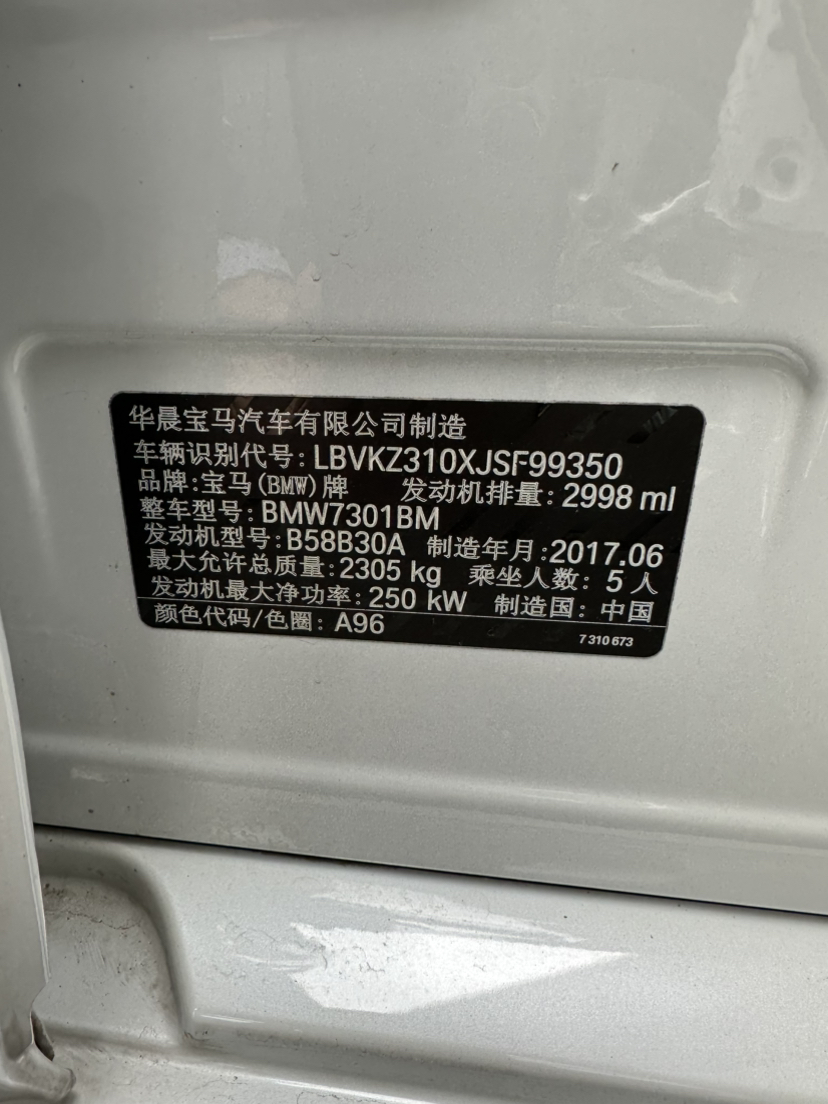 华晨宝马汽车有限公司制造
车辆识别代号: LBVKZ310XJSF99350
品牌:宝马(BMW)牌 发动机排量: 2998 ml
整车型号: BMW7301BM
发动机型号: B58B30A 制造年月: 2017.06
最大允许总质量: 2305 kg 乘坐人数: 5 人
发动机最大净功率: 250 kW 制造国: 中国
颜色代码/色圈: A96 7 310 673